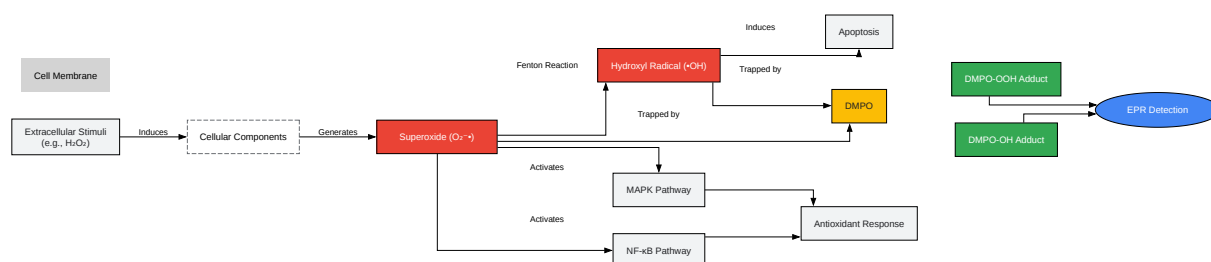 Cell Membrane
Extracellular Stimuli
(e.g., H₂O₂)
Induces
Cellular Components
Generates
Superoxide (O₂⁻•)
Fenton Reaction
Hydroxyl Radical (•OH)
Induces
Apoptosis
Trapped by
Trapped by
DMPO
Activates
MAPK Pathway
Activates
NF-κB Pathway
Antioxidant Response
DMPO-OOH Adduct
DMPO-OH Adduct
EPR Detection